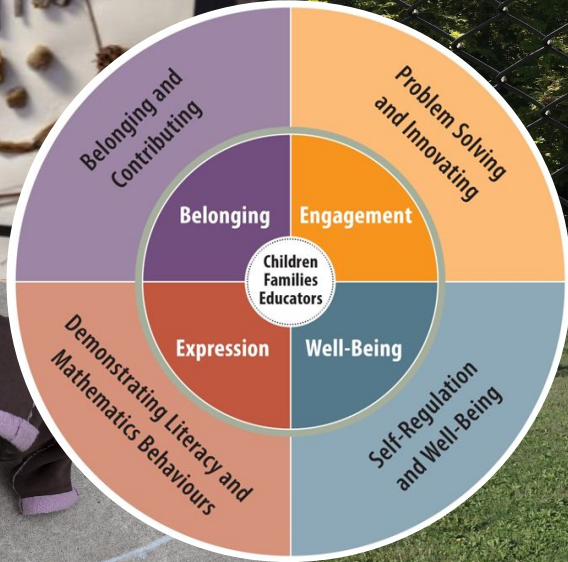 Belonging and
Contributing
Problem Solving
and Innovating
Belonging
Engagement
Children
Families
Educators
Expression
Well-Being
Demonstrating Literacy and
Mathematics Behaviours
Self-Regulation
and Well-Being